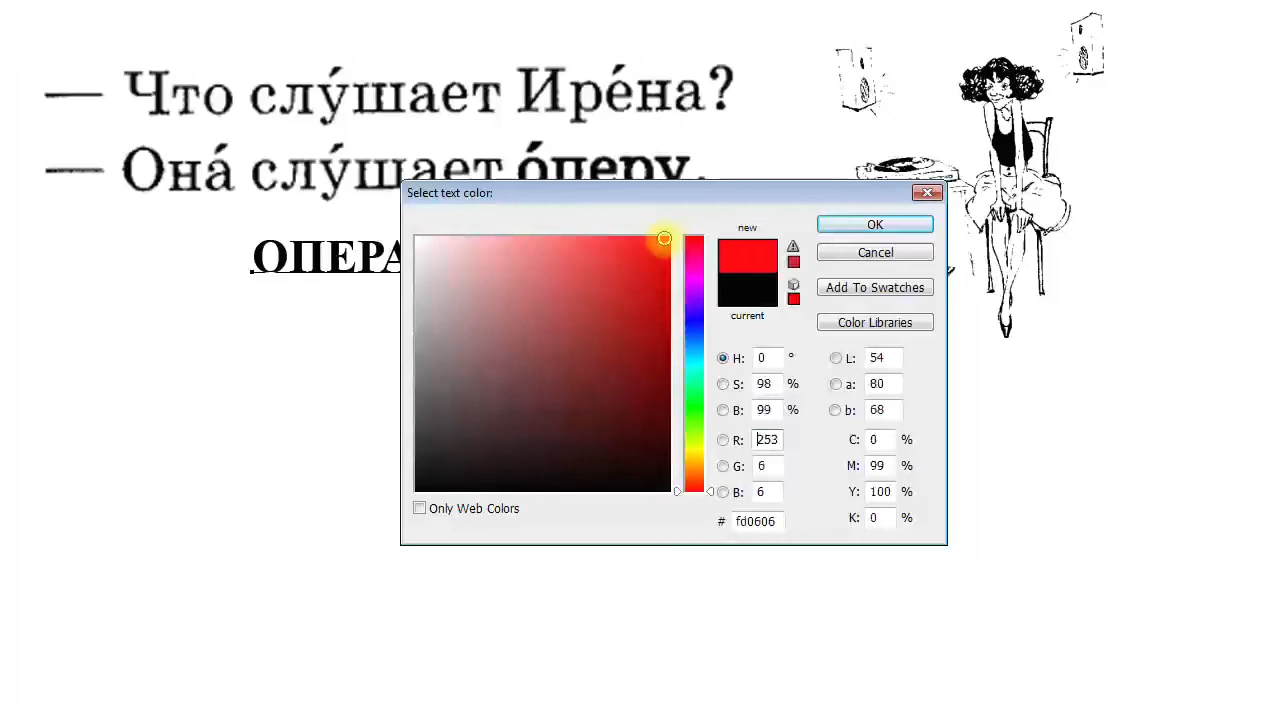 — Что слу́шает Ире́на?
— Она́ слу́шает о́перу.
ОПЕРА
Select text color:
new
current
OK
Cancel
Add To Swatches
Color Libraries
H: 0 °
S: 98 %
B: 99 %
R: 253
G: 6
B: 6
# fd0606
L: 54
a: 80
b: 68
C: 0 %
M: 99 %
Y: 100 %
K: 0 %
Only Web Colors